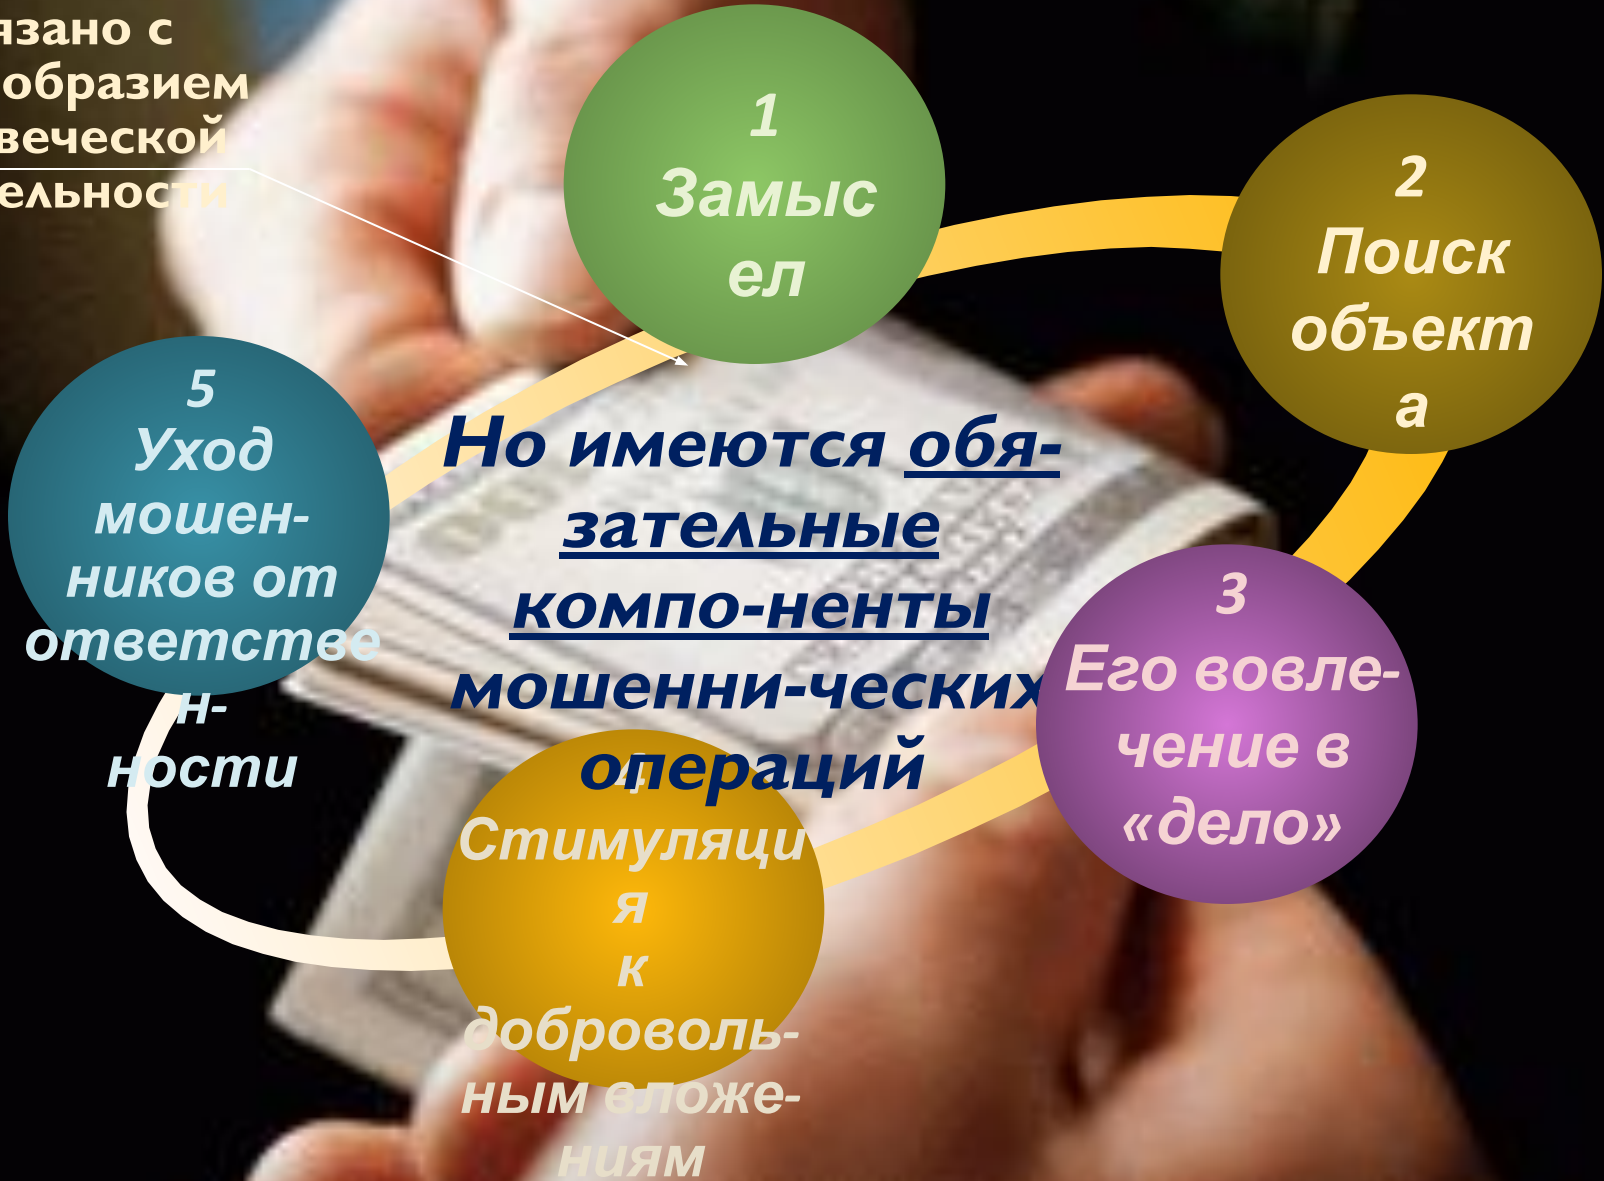 язано с
образием
веческой
ельности
1
Замыс
ел
2
Поиск
объект
а
3
Его вовле-
чение в
«дело»
4
Стимуляци
я
к
доброволь-
ным вложе-
ниям
5
Уход
мошен-
ников от
ответстве
н-
ности
Но имеются обя-
зательные
компо-ненты
мошенни-ческих
операций